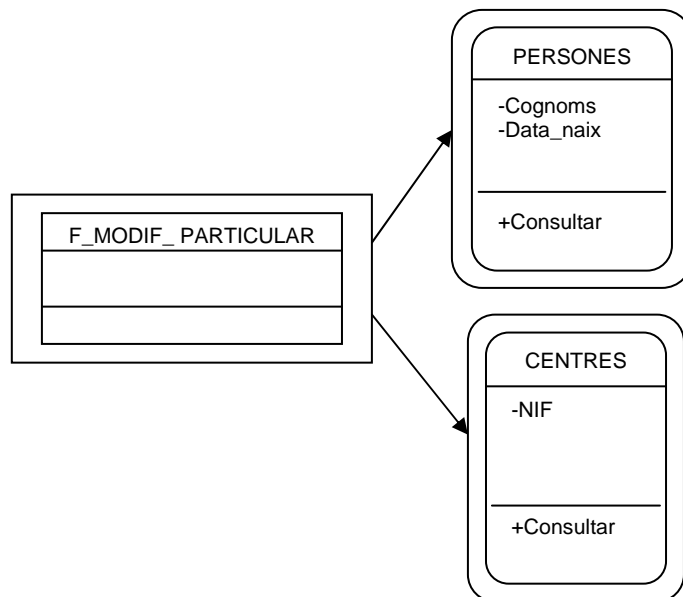 PERSONES
-Cognoms
-Data_naix
+Consultar
F_MODIF_ PARTICULAR
CENTRES
-NIF
+Consultar